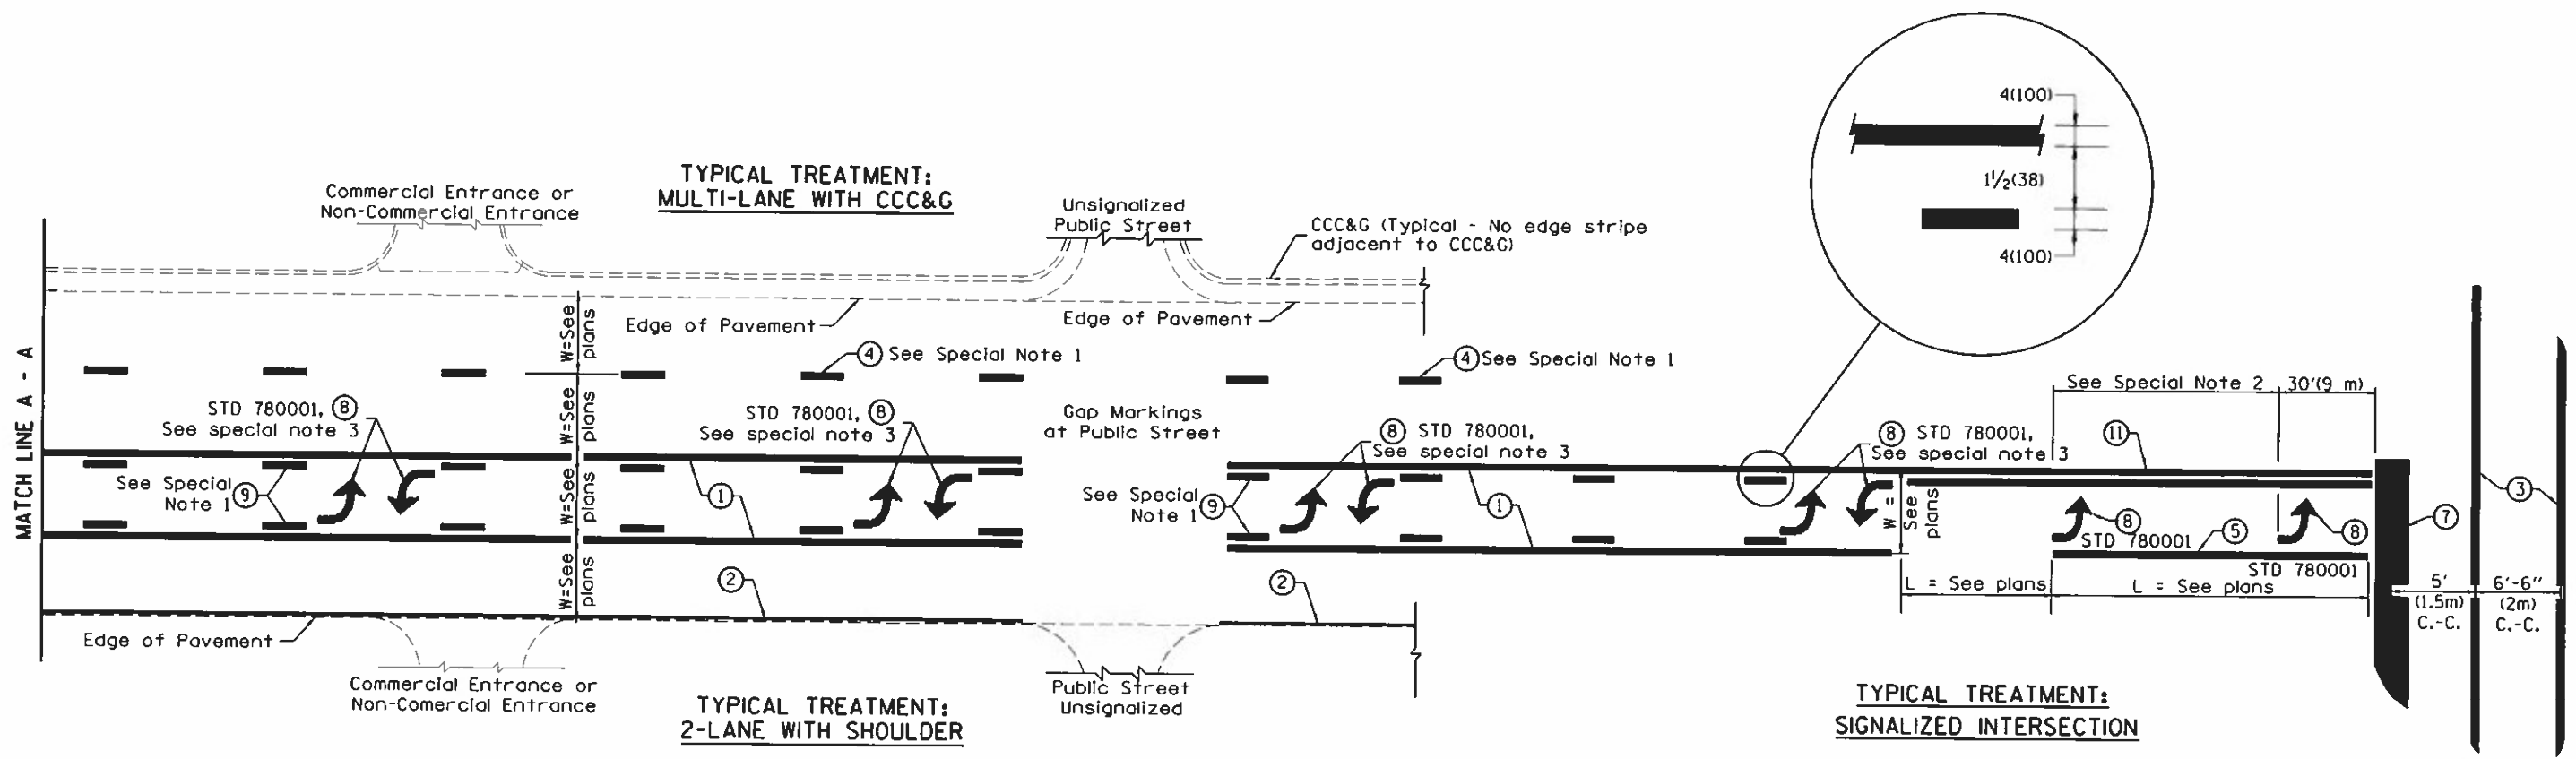 TYPICAL TREATMENT:
MULTI-LANE WITH CCC&G
Commercial Entrance or
Non-Commercial Entrance
Unsignalized
Public Street
CCC&G (Typical - No edge stripe
adjacent to CCC&G)
4(100)
1½(38)
4(100)
Edge of Pavement
Edge of Pavement
W=See
plans
W=See
plans
W=See
plans
W=See
plans
MATCH LINE A - A
4 See Special Note 1
4 See Special Note 1
STD 780001, 8
See special note 3
STD 780001, 8
See special note 3
Gap Markings
at Public Street
8 STD 780001,
See special note 3
8 STD 780001,
See special note 3
See Special Note 2
30'(9 m)
11
See Special
Note 1 9
1
See Special
Note 1 9
1
W =
See
plans
8
STD 780001
5
8
STD 780001
7
3
2
2
L = See plans
L = See plans
5'
(1.5m)
C.-C.
6'-6"
(2m)
C.-C.
Edge of Pavement
Commercial Entrance or
Non-Comercial Entrance
Public Street
Unsignalized
TYPICAL TREATMENT:
2-LANE WITH SHOULDER
TYPICAL TREATMENT:
SIGNALIZED INTERSECTION